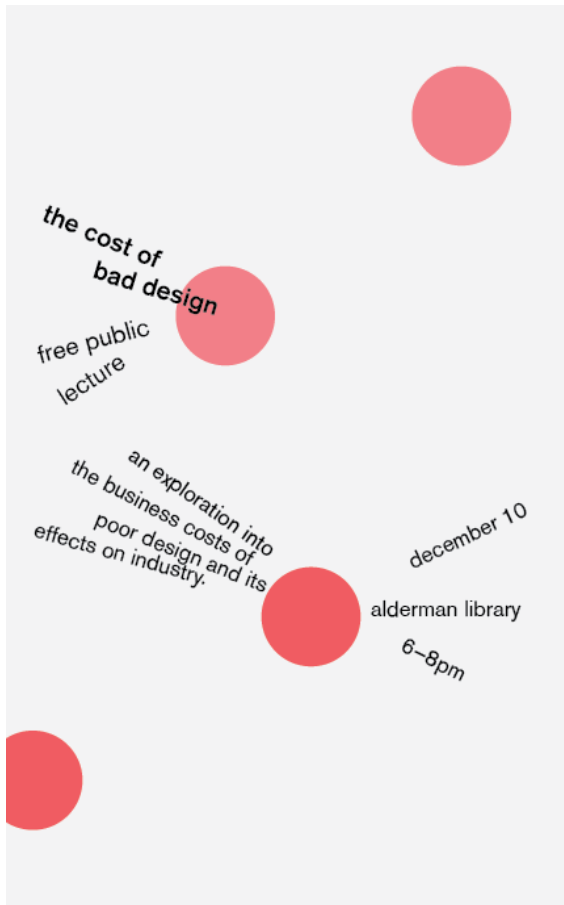 the cost of
bad design
free public
lecture
an exploration into
the business costs of
poor design and its
effects on industry.
december 10
alderman library
6–8pm